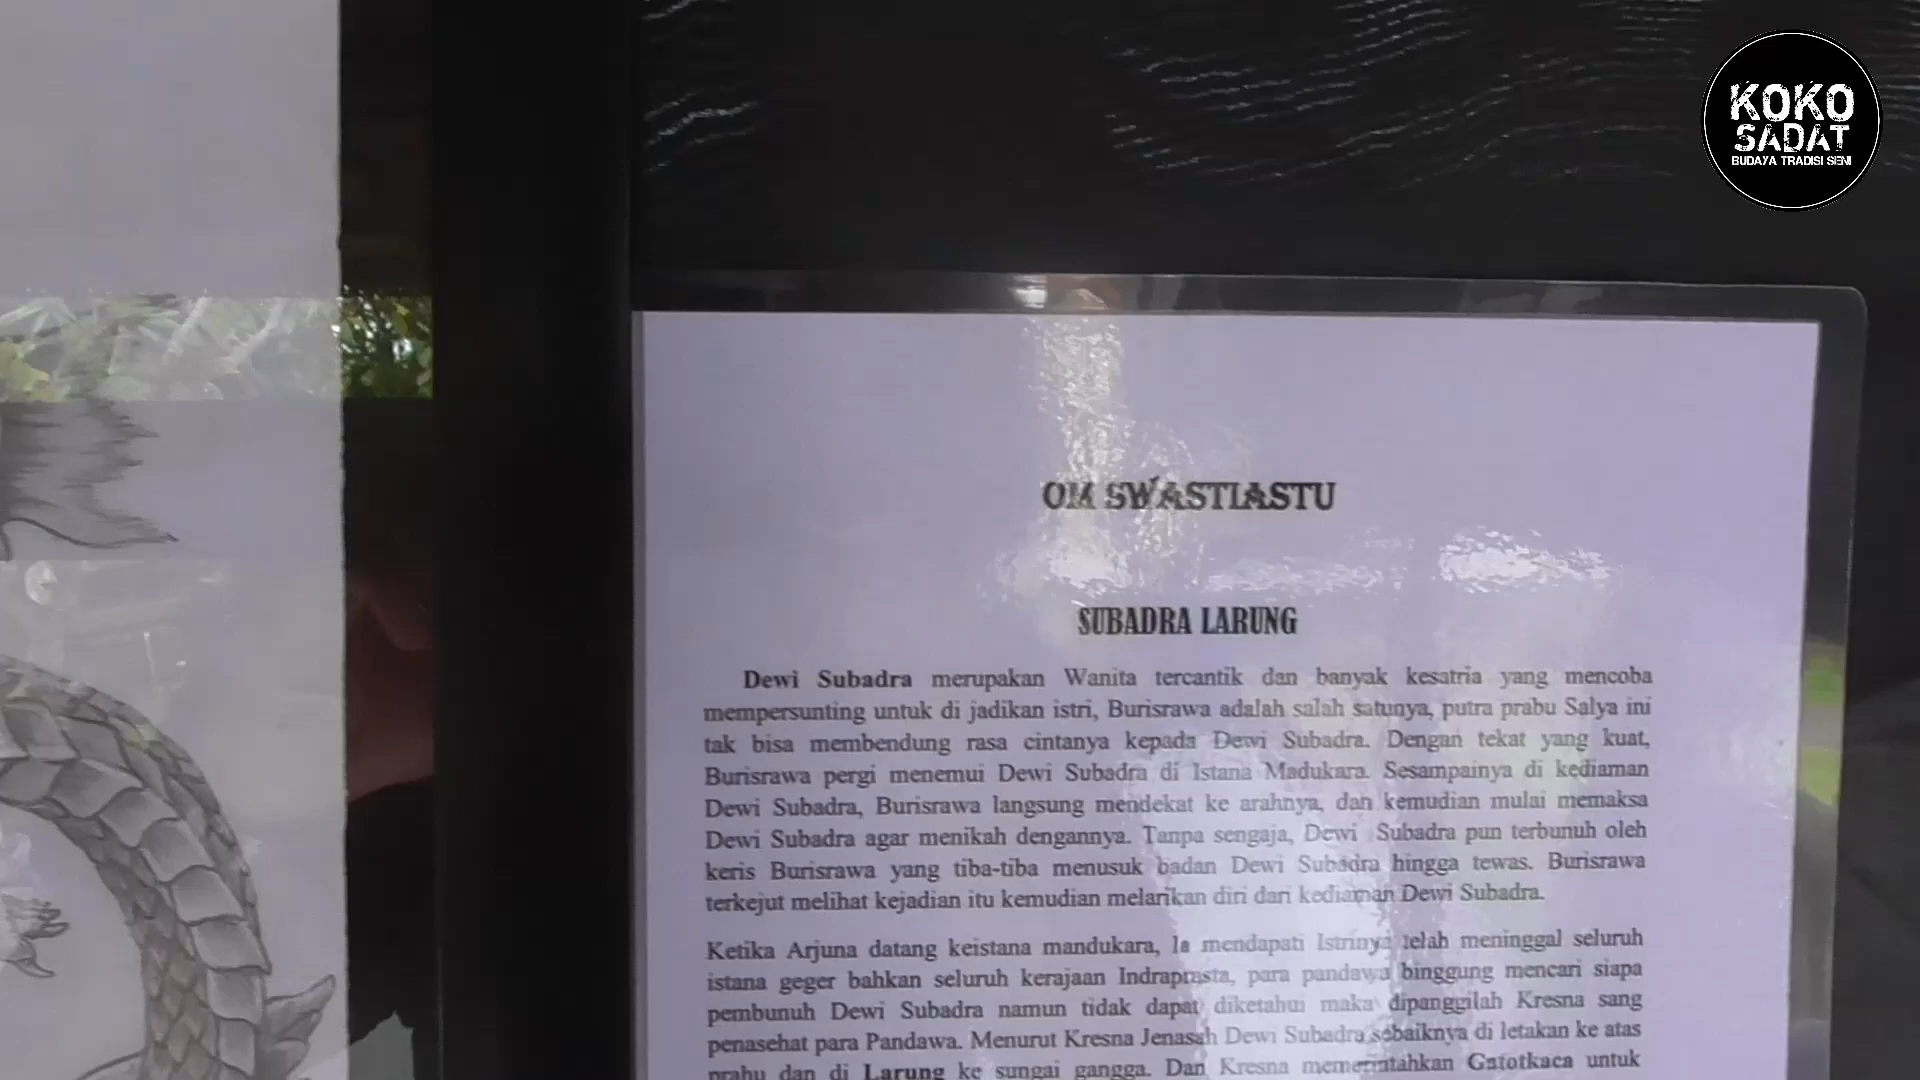 KOKO
SADAT
BUDAYA TRADISI SENI
OM SWASTIASTU
SUBADRA LARUNG
Dewi Subadra merupakan Wanita tercantik dan banyak kesatria yang mencoba
mempersunting untuk di jadikan istri, Burisrawa adalah salah satunya, putra prabu Salya ini
tak bisa membendung rasa cintanya kepada Dewi Subadra. Dengan tekat yang kuat,
Burisrawa pergi menemui Dewi Subadra di Istana Madukara. Sesampainya di kediaman
Dewi Subadra, Burisrawa langsung mendekat ke arahnya, dan kemudian mulai memaksa
Dewi Subadra agar menikah dengannya. Tanpa sengaja, Dewi Subadra pun terbunuh oleh
keris Burisrawa yang tiba-tiba menusuk badan Dewi Subadra hingga tewas. Burisrawa
terkejut melihat kejadian itu kemudian melarikan diri dari kediaman Dewi Subadra.
Ketika Arjuna datang keistana mandukara, Ia mendapati Istrinya telah meninggal seluruh
istana geger bahkan seluruh kerajaan Indraprasta, para pandawa binggung mencari siapa
pembunuh Dewi Subadra namun tidak dapat diketahui maka dipanggilah Kresna sang
penasehat para Pandawa. Menurut Kresna Jenasah Dewi Subadra sebaiknya di letakan ke atas
prahu dan di Larung ke sungai gangga. Dan Kresna memerintahkan Gatotkaca untuk